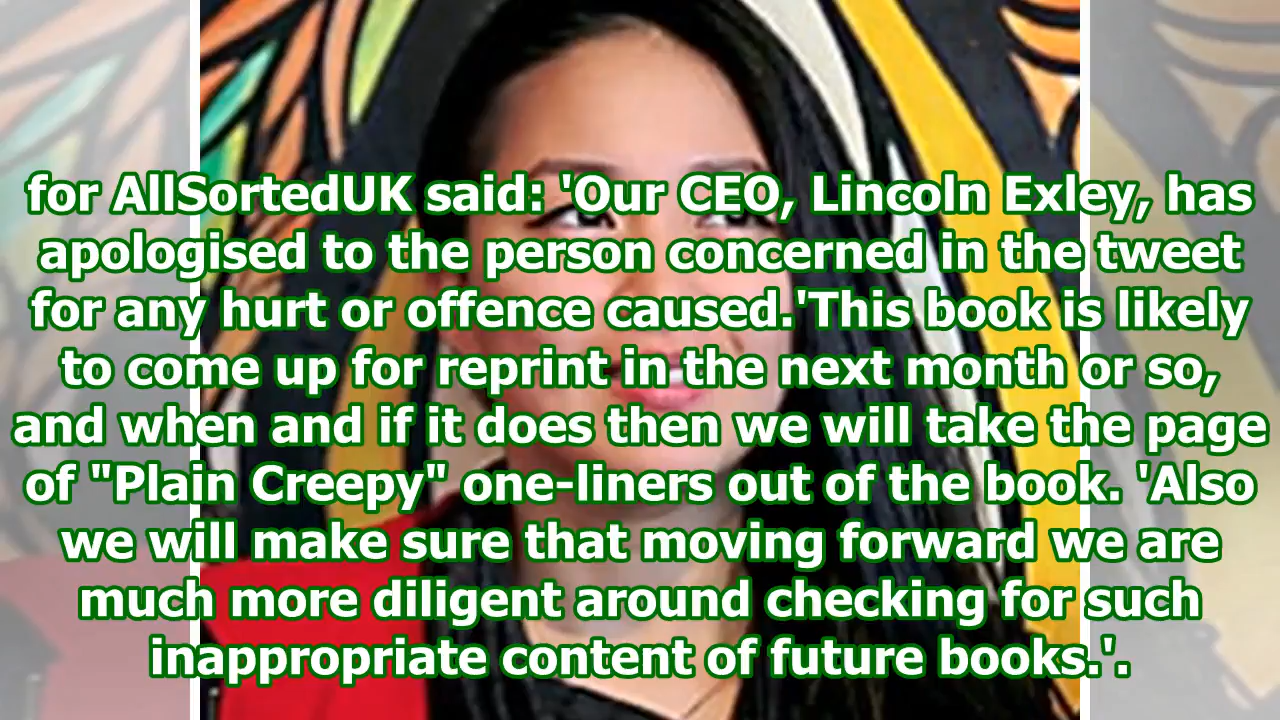 for AllSortedUK said: 'Our CEO, Lincoln Exley, has
apologised to the person concerned in the tweet
for any hurt or offence caused.'This book is likely
to come up for reprint in the next month or so,
and when and if it does then we will take the page
of "Plain Creepy" one-liners out of the book. 'Also
we will make sure that moving forward we are
much more diligent around checking for such
inappropriate content of future books.'.